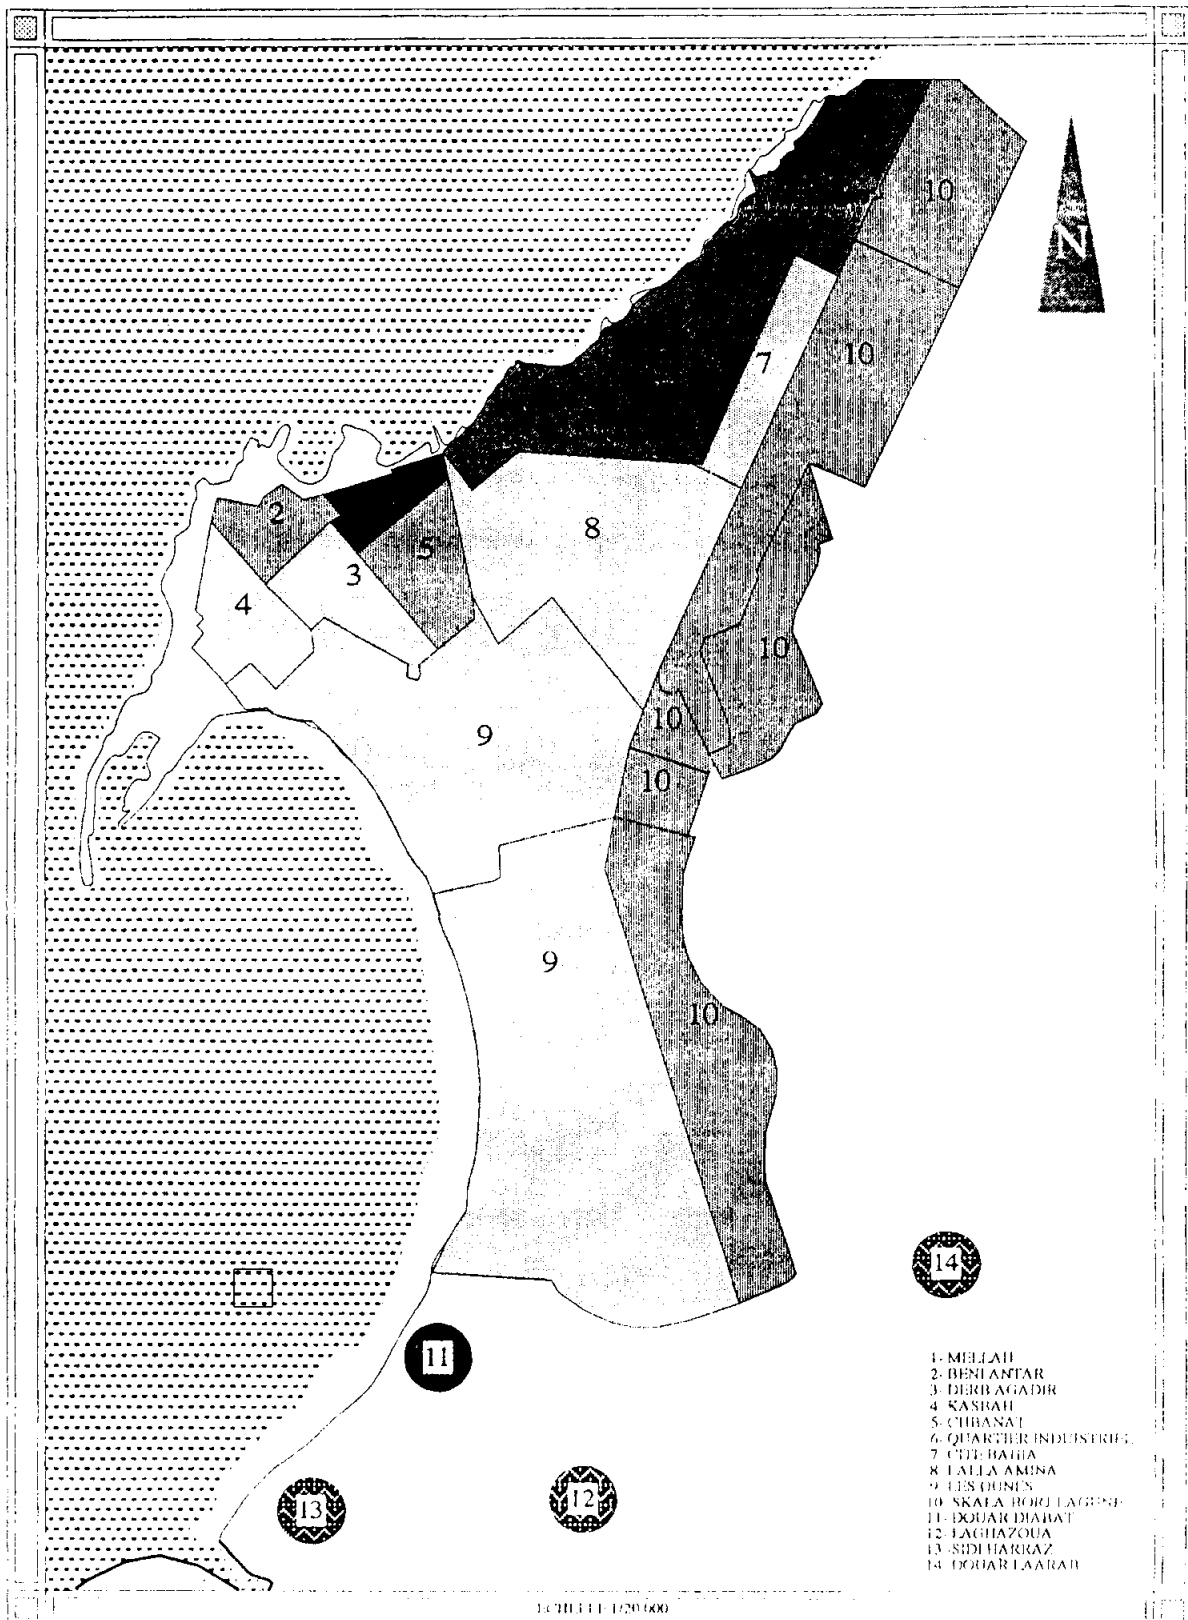 10
N
10
7
8
2
5
3
4
10
10
9
10
9
10
14
11
13
12
1- MELLAH
2- BENI ANTAR
3- DERB AGADIR
4- KASBAH
5- CHBANAT
6- QUARTIER INDUSTRIEL
7- CITE BAHIA
8- LALLA AMINA
9- LES DUNES
10- SKALA BORJ LAGUNE
11- DOUAR DIABAT
12- LAGHAZOUA
13- SIDI HARRAZ
14- DOUAR LAARAB
ECHELLE 1/20 000